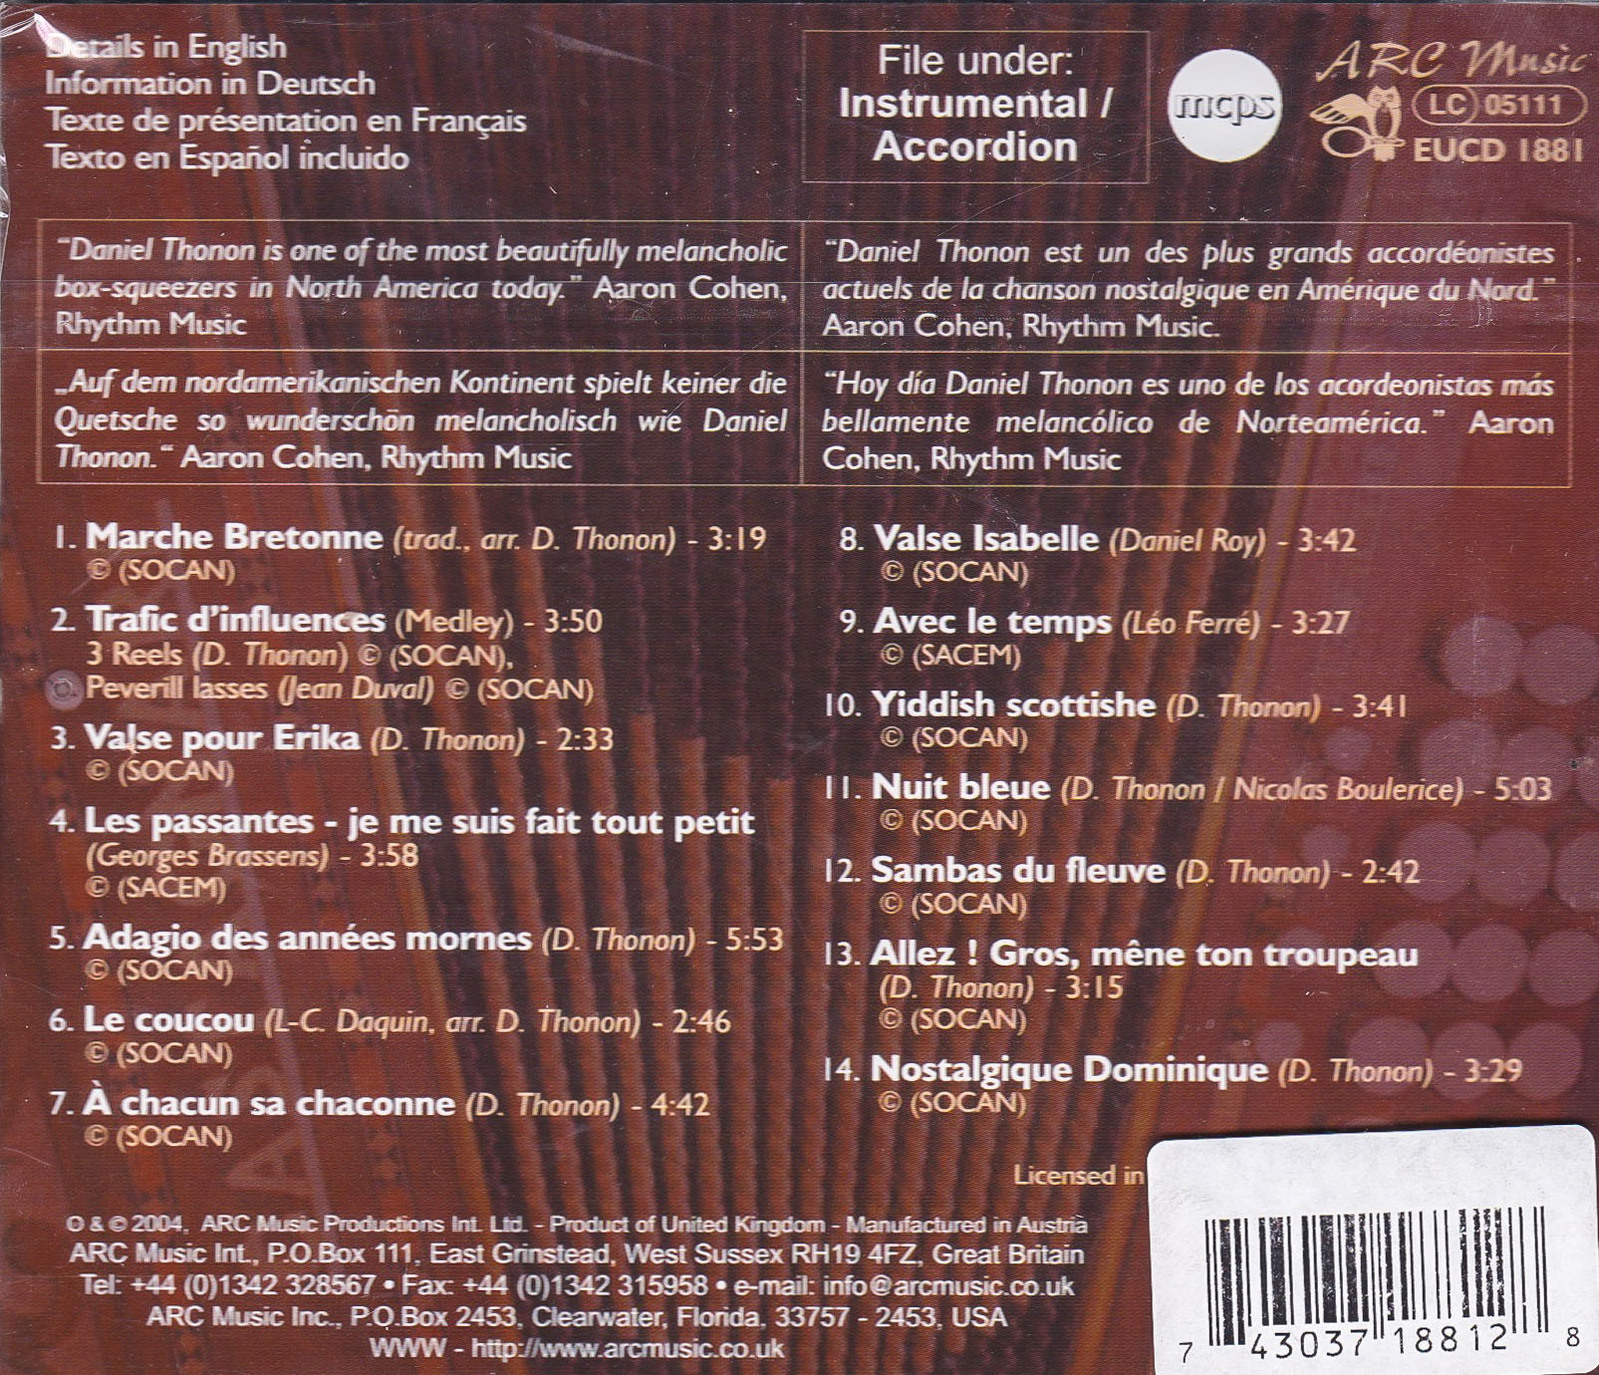 Details in English
Information in Deutsch
Texte de présentation en Français
Texto en Español incluido
File under:
Instrumental /
Accordion
mcps
ARC Music
LC 05111
EUCD 1881
“Daniel Thonon is one of the most beautifully melancholic
box-squeezers in North America today.” Aaron Cohen,
Rhythm Music
“Daniel Thonon est un des plus grands accordéonistes
actuels de la chanson nostalgique en Amérique du Nord.”
Aaron Cohen, Rhythm Music.
„Auf dem nordamerikanischen Kontinent spielt keiner die
Quetsche so wunderschön melancholisch wie Daniel
Thonon.“ Aaron Cohen, Rhythm Music
“Hoy día Daniel Thonon es uno de los acordeonistas más
bellamente melancólico de Norteamérica.” Aaron
Cohen, Rhythm Music
1. Marche Bretonne (trad., arr. D. Thonon) - 3:19
© (SOCAN)
2. Trafic d'influences (Medley) - 3:50
3 Reels (D. Thonon) © (SOCAN),
Peverill lasses (Jean Duval) © (SOCAN)
3. Valse pour Erika (D. Thonon) - 2:33
© (SOCAN)
4. Les passantes - je me suis fait tout petit
(Georges Brassens) - 3:58
© (SACEM)
5. Adagio des années mornes (D. Thonon) - 5:53
© (SOCAN)
6. Le coucou (L-C. Daquin, arr. D. Thonon) - 2:46
© (SOCAN)
7. À chacun sa chaconne (D. Thonon) - 4:42
© (SOCAN)
8. Valse Isabelle (Daniel Roy) - 3:42
© (SOCAN)
9. Avec le temps (Léo Ferré) - 3:27
© (SACEM)
10. Yiddish scottishe (D. Thonon) - 3:41
© (SOCAN)
11. Nuit bleue (D. Thonon / Nicolas Boulerice) - 5:03
© (SOCAN)
12. Sambas du fleuve (D. Thonon) - 2:42
© (SOCAN)
13. Allez ! Gros, mêne ton troupeau
(D. Thonon) - 3:15
© (SOCAN)
14. Nostalgique Dominique (D. Thonon) - 3:29
© (SOCAN)
Licensed in
& © 2004, ARC Music Productions Int. Ltd. - Product of United Kingdom - Manufactured in Austria
ARC Music Int., P.O.Box 111, East Grinstead, West Sussex RH19 4FZ, Great Britain
Tel: +44 (0)1342 328567 • Fax: +44 (0)1342 315958 • e-mail: info@arcmusic.co.uk
ARC Music Inc., P.O.Box 2453, Clearwater, Florida, 33757 - 2453, USA
WWW - http://www.arcmusic.co.uk
7 43037 18812 8